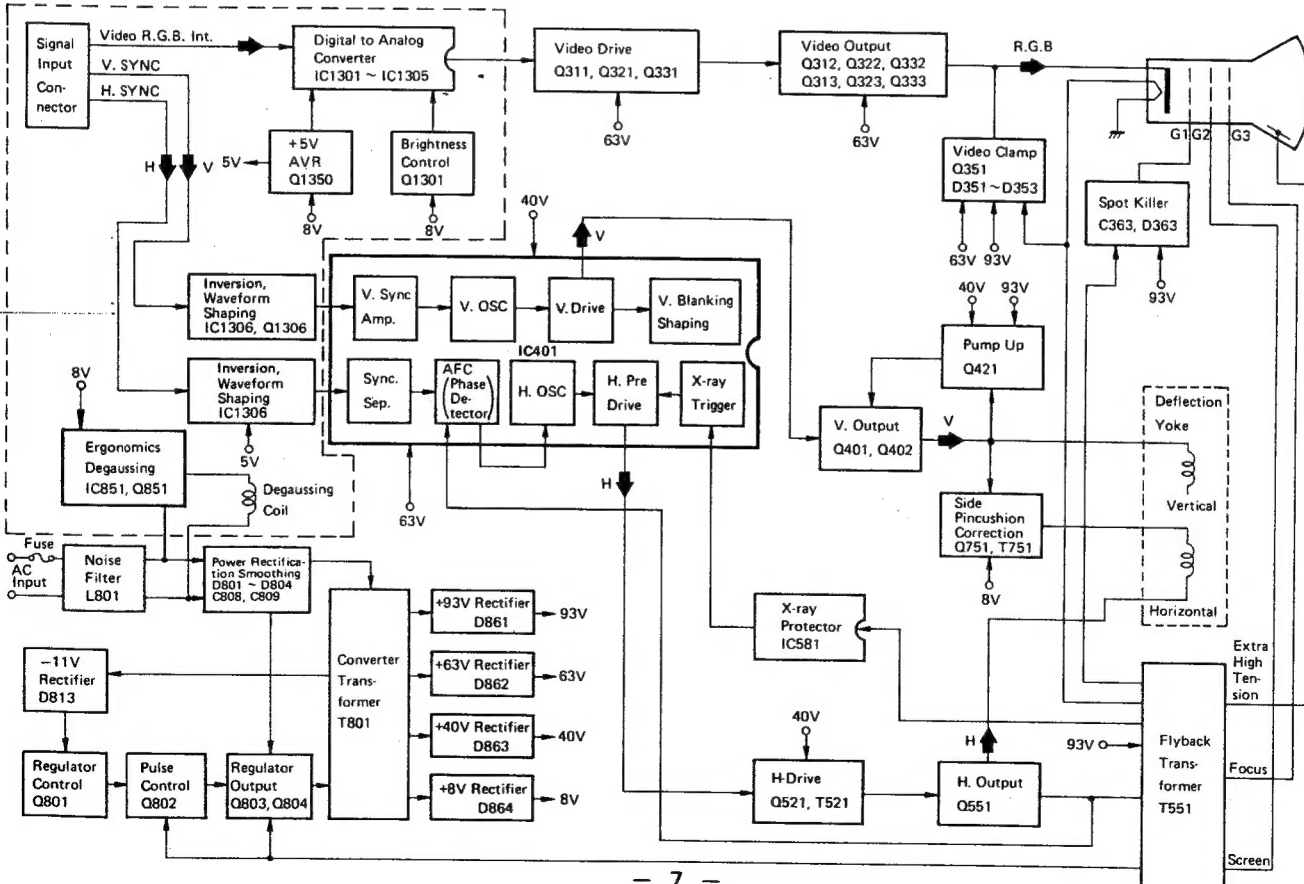 Signal
Input
Con-
nector
Video R.G.B. Int.
V. SYNC
H. SYNC
Digital to Analog
Converter
IC1301 ~ IC1305
Video Drive
Q311, Q321, Q331
63V
Video Output
Q312, Q322, Q332
Q313, Q323, Q333
63V
R.G.B
G1
G2
G3
H
V
5V
+5V
AVR
Q1350
8V
Brightness
Control
Q1301
8V
Video Clamp
Q351
D351~D353
63V
93V
Spot Killer
C363, D363
93V
40V
V
Inversion,
Waveform
Shaping
IC1306, Q1306
V. Sync
Amp.
V. OSC
V. Drive
V. Blanking
Shaping
IC401
40V
93V
Pump Up
Q421
8V
Inversion,
Waveform
Shaping
IC1306
5V
Sync.
Sep.
AFC
(Phase
De-
tector)
H. OSC
H. Pre
Drive
X-ray
Trigger
63V
H
V. Output
Q401, Q402
V
Deflection
Yoke
Vertical
Horizontal
Ergonomics
Degaussing
IC851, Q851
Degaussing
Coil
Side
Pincushion
Correction
Q751, T751
8V
Fuse
AC
Input
Noise
Filter
L801
Power Rectifica-
tion Smoothing
D801 ~ D804
C808, C809
+93V Rectifier
D861
93V
X-ray
Protector
IC581
Converter
Trans-
former
T801
+63V Rectifier
D862
63V
−11V
Rectifier
D813
+40V Rectifier
D863
40V
Extra
High
Ten-
sion
40V
H
93V
Flyback
Trans-
former
T551
Focus
Screen
Regulator
Control
Q801
Pulse
Control
Q802
Regulator
Output
Q803, Q804
+8V Rectifier
D864
8V
H-Drive
Q521, T521
H. Output
Q551
— 7 —